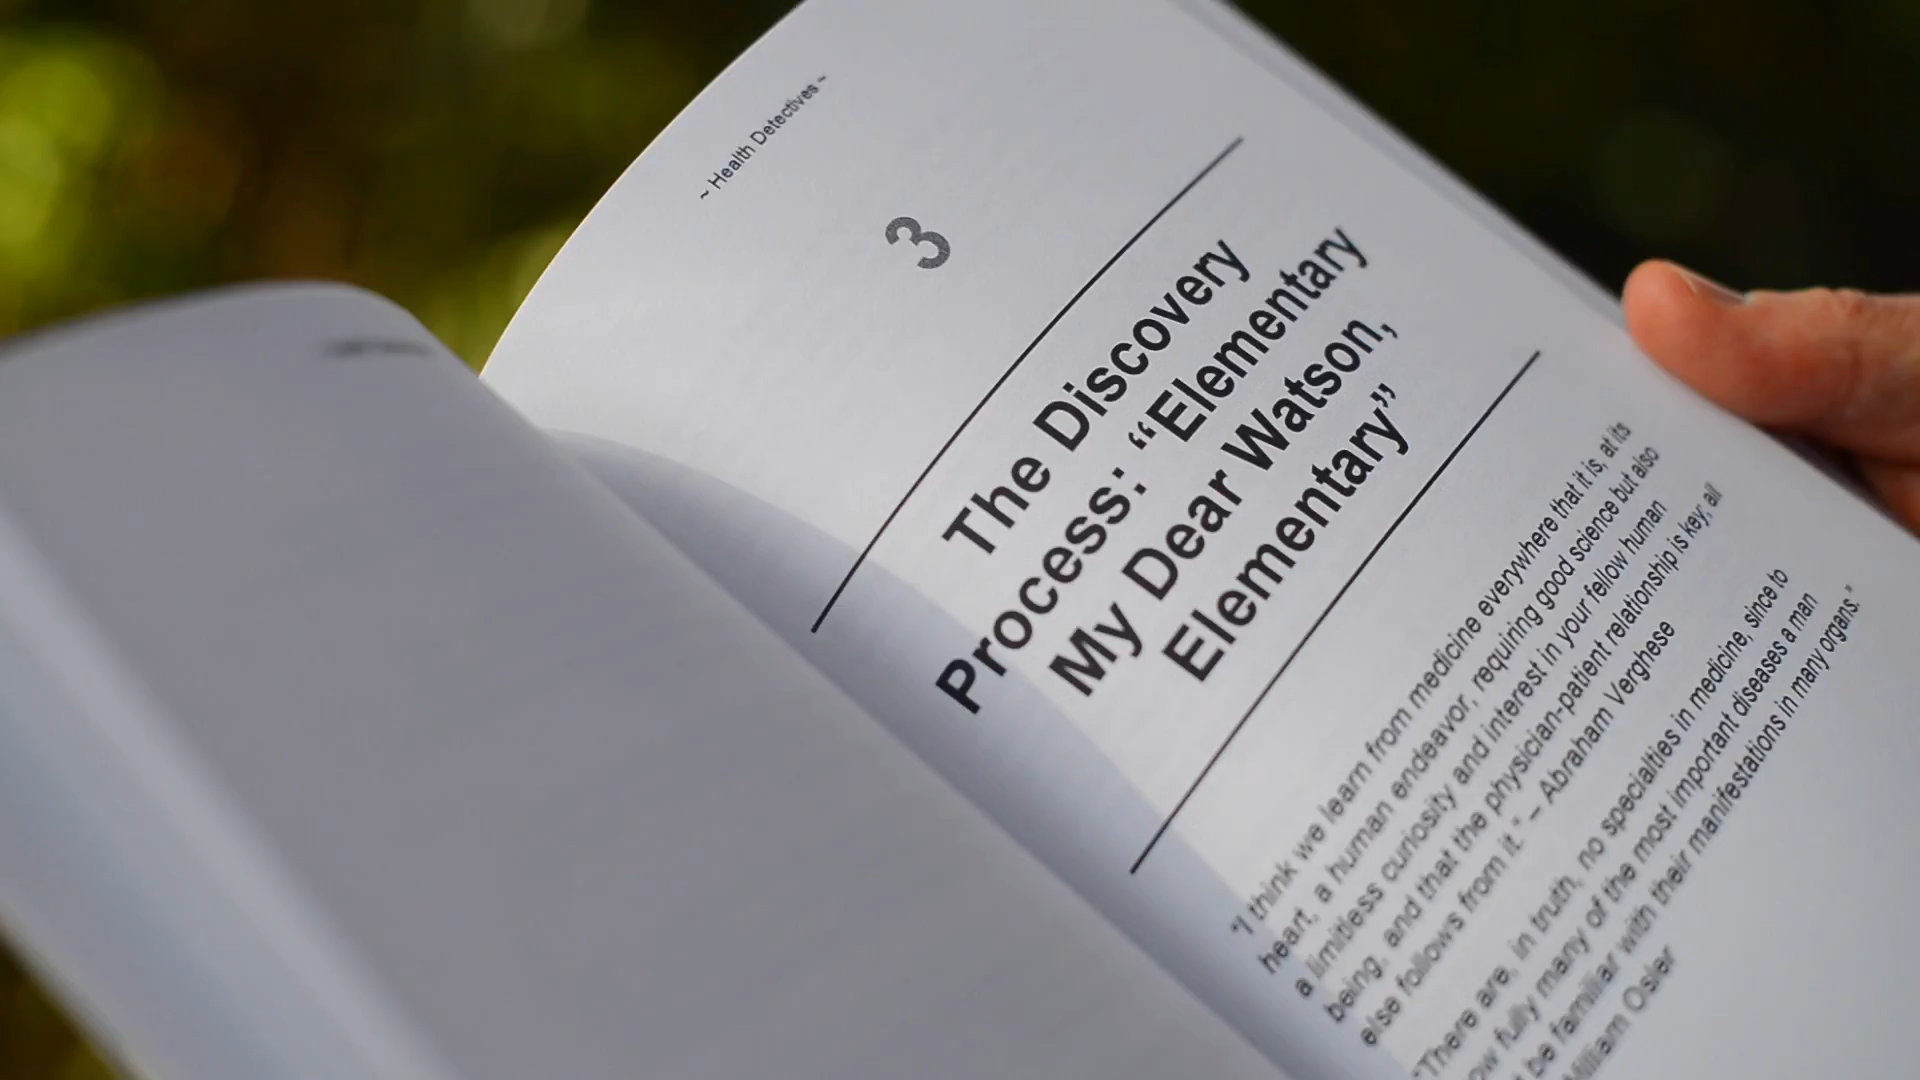 ~ Health Detectives ~
3
The Discovery
Process: “Elementary
My Dear Watson,
Elementary”
“I think we learn from medicine everywhere that it is, at its
heart, a human endeavor, requiring good science but also
a limitless curiosity and interest in your fellow human
being, and that the physician-patient relationship is key; all
else follows from it.” – Abraham Verghese
“There are, in truth, no specialties in medicine, since to
fully many of the most important diseases a man
be familiar with their manifestations in many organs.”
William Osler